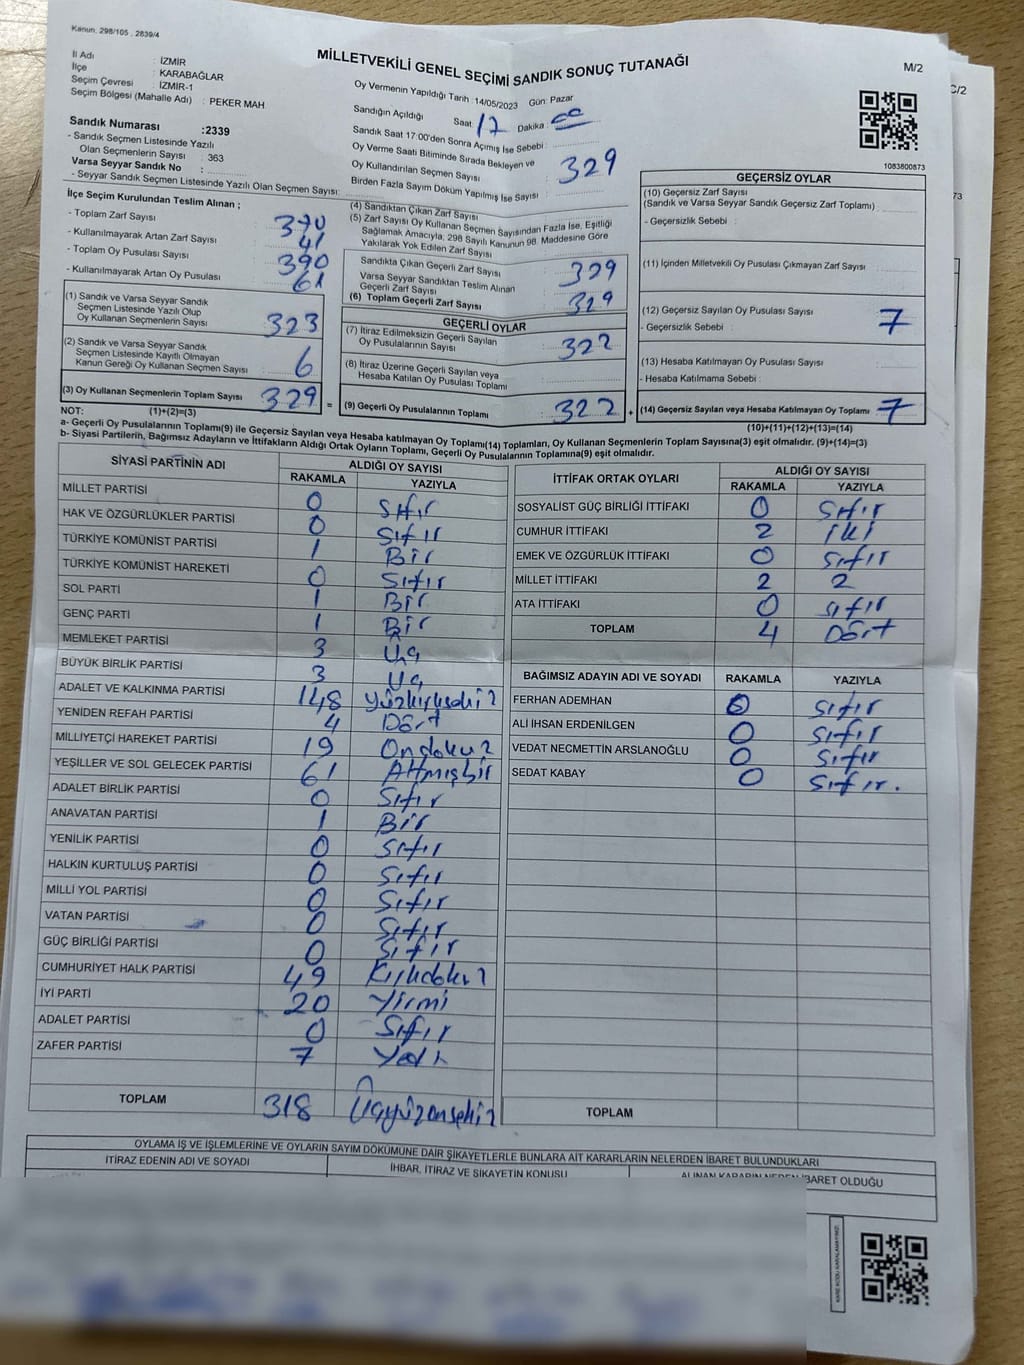 Kanun, 298/105 , 2839/4
MİLLETVEKİLİ GENEL SEÇİMİ SANDIK SONUÇ TUTANAĞI
M/2
C/2
İl Adı : İZMİR
İlçe : KARABAĞLAR
Seçim Çevresi : İZMİR-1
Seçim Bölgesi (Mahalle Adı) : PEKER MAH
Sandık Numarası :2339
- Sandık Seçmen Listesinde Yazılı
Olan Seçmenlerin Sayısı : 363
Varsa Seyyar Sandık No :
- Seyyar Sandık Seçmen Listesinde Yazılı Olan Seçmen Sayısı:
Oy Vermenin Yapıldığı Tarih :14/05/2023 Gün: Pazar
Sandığın Açıldığı Saat 17 Dakika : 00
Sandık Saat 17:00'den Sonra Açımış İse Sebebi :
Oy Verme Saati Bitiminde Sırada Bekleyen ve
Oy Kullandırılan Seçmen Sayısı : 329
Birden Fazla Sayım Döküm Yapılmış İse Sayısı :
1083800873
73
İlçe Seçim Kurulundan Teslim Alınan ;
- Toplam Zarf Sayısı : 370
- Kullanılmayarak Artan Zarf Sayısı : 41
- Toplam Oy Pusulası Sayısı : 390
- Kullanılmayarak Artan Oy Pusulası : 61
(1) Sandık ve Varsa Seyyar Sandık
Seçmen Listesinde Yazılı Olup
Oy Kullanan Seçmenlerin Sayısı : 323
(2) Sandık ve Varsa Seyyar Sandık
Seçmen Listesinde Kayıtlı Olmayan
Kanun Gereği Oy Kullanan Seçmen Sayısı : 6
(3) Oy Kullanan Seçmenlerin Toplam Sayısı : 329 =
(4) Sandıktan Çıkan Zarf Sayısı
(5) Zarf Sayısı Oy Kullanan Seçmen Sayısından Fazla İse, Eşitliği
Sağlamak Amacıyla, 298 Sayılı Kanunun 98. Maddesine Göre
Yakılarak Yok Edilen Zarf Sayısı :
Sandıkta Çıkan Geçerli Zarf Sayısı : 329
Varsa Seyyar Sandıktan Teslim Alınan
Geçerli Zarf Sayısı :
(6) Toplam Geçerli Zarf Sayısı : 329
GEÇERLİ OYLAR
(7) İtiraz Edilmeksizin Geçerli Sayılan
Oy Pusulalarının Sayısı : 322
(8) İtiraz Üzerine Geçerli Sayılan veya
Hesaba Katılan Oy Pusulası Toplamı :
(9) Geçerli Oy Pusulalarının Toplamı : 322 +
GEÇERSİZ OYLAR
(10) Geçersiz Zarf Sayısı
(Sandık ve Varsa Seyyar Sandık Geçersiz Zarf Toplamı) :
- Geçersizlik Sebebi :
(11) İçinden Milletvekili Oy Pusulası Çıkmayan Zarf Sayısı :
(12) Geçersiz Sayılan Oy Pusulası Sayısı : 7
- Geçersizlik Sebebi :
(13) Hesaba Katılmayan Oy Pusulası Sayısı :
- Hesaba Katılmama Sebebi :
(14) Geçersiz Sayılan veya Hesaba Katılmayan Oy Toplamı : 7
NOT: (1)+(2)=(3)
(10)+(11)+(12)+(13)=(14)
a- Geçerli Oy Pusulalarının Toplamı(9) ile Geçersiz Sayılan veya Hesaba katılmayan Oy Toplamı(14) Toplamları, Oy Kullanan Seçmenlerin Toplam Sayısına(3) eşit olmalıdır. (9)+(14)=(3)
b- Siyasi Partilerin, Bağımsız Adayların ve İttifakların Aldığı Ortak Oyların Toplamı, Geçerli Oy Pusulalarının Toplamına(9) eşit olmalıdır.
SİYASİ PARTİNİN ADI ALDIĞI OY SAYISI
RAKAMLA YAZIYLA
MİLLET PARTİSİ 0 Sıfır
HAK VE ÖZGÜRLÜKLER PARTİSİ 0 Sıfır
TÜRKİYE KOMÜNİST PARTİSİ 1 Bir
TÜRKİYE KOMÜNİST HAREKETİ 0 Sıfır
SOL PARTİ 1 Bir
GENÇ PARTİ 1 Bir
MEMLEKET PARTİSİ 3 Üç
BÜYÜK BİRLİK PARTİSİ 3 Üç
ADALET VE KALKINMA PARTİSİ 148 Yüzkırksekiz
YENİDEN REFAH PARTİSİ 4 Dört
MİLLİYETÇİ HAREKET PARTİSİ 19 Ondokuz
YEŞİLLER VE SOL GELECEK PARTİSİ 61 Altmışbir
ADALET BİRLİK PARTİSİ 0 Sıfır
ANAVATAN PARTİSİ 1 Bir
YENİLİK PARTİSİ 0 Sıfır
HALKIN KURTULUŞ PARTİSİ 0 Sıfır
MİLLİ YOL PARTİSİ 0 Sıfır
VATAN PARTİSİ 0 Sıfır
GÜÇ BİRLİĞİ PARTİSİ 0 Sıfır
CUMHURİYET HALK PARTİSİ 49 Kırkdokuz
İYİ PARTİ 20 Yirmi
ADALET PARTİSİ 0 Sıfır
ZAFER PARTİSİ 7 Yedi
TOPLAM 318 Üçyüzonsekiz
İTTİFAK ORTAK OYLARI ALDIĞI OY SAYISI
RAKAMLA YAZIYLA
SOSYALİST GÜÇ BİRLİĞİ İTTİFAKI 0 Sıfır
CUMHUR İTTİFAKI 2 iki
EMEK VE ÖZGÜRLÜK İTTİFAKI 0 Sıfır
MİLLET İTTİFAKI 2 2
ATA İTTİFAKI 0 Sıfır
TOPLAM 4 Dört
BAĞIMSIZ ADAYIN ADI VE SOYADI RAKAMLA YAZIYLA
FERHAN ADEMHAN 0 Sıfır
ALİ İHSAN ERDENİLGEN 0 Sıfır
VEDAT NECMETTİN ARSLANOĞLU 0 Sıfır
SEDAT KABAY 0 Sıfır.
TOPLAM
OYLAMA İŞ VE İŞLEMLERİNE VE OYLARIN SAYIM DÖKÜMÜNE DAİR ŞİKAYETLERLE BUNLARA AİT KARARLARIN NELERDEN İBARET BULUNDUKLARI
İTİRAZ EDENİN ADI VE SOYADI İHBAR, İTİRAZ VE ŞİKAYETİN KONUSU ALINAN KARARIN NEDEN İBARET OLDUĞU